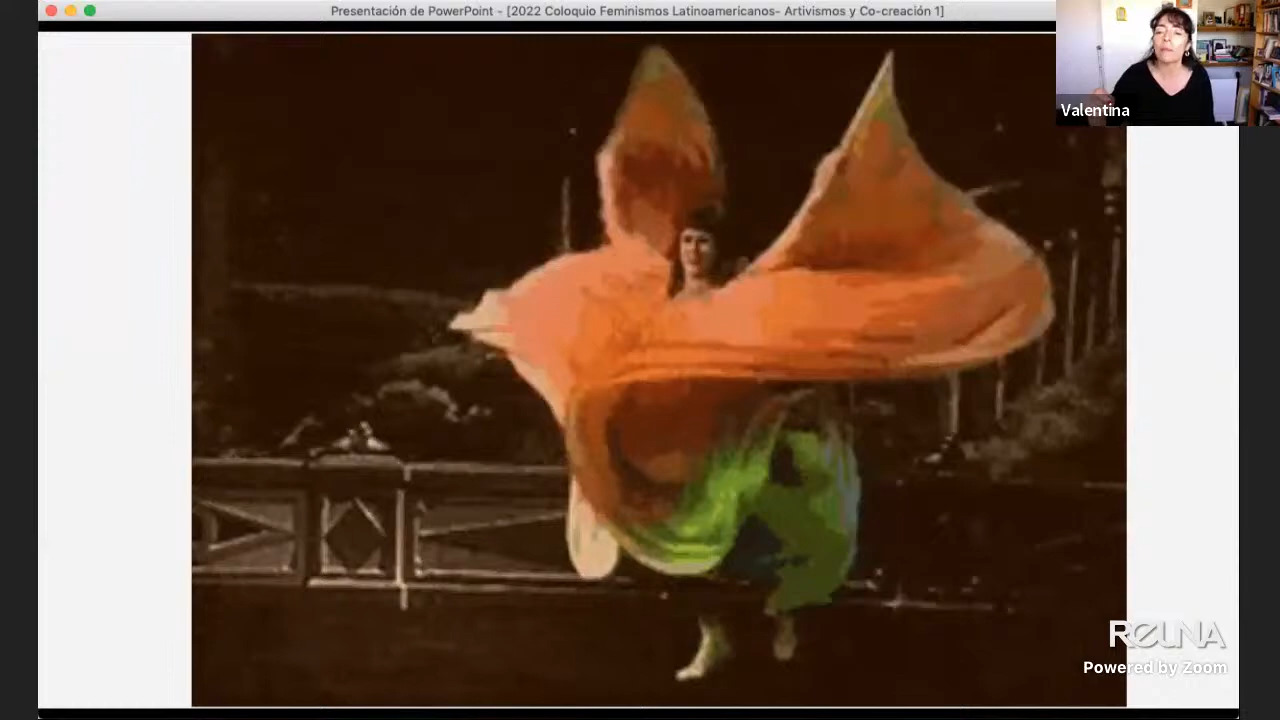 Presentación de PowerPoint - [2022 Coloquio Feminismos Latinoamericanos- Artivismos y Co-creación 1]
Valentina
REUNA
Powered by Zoom